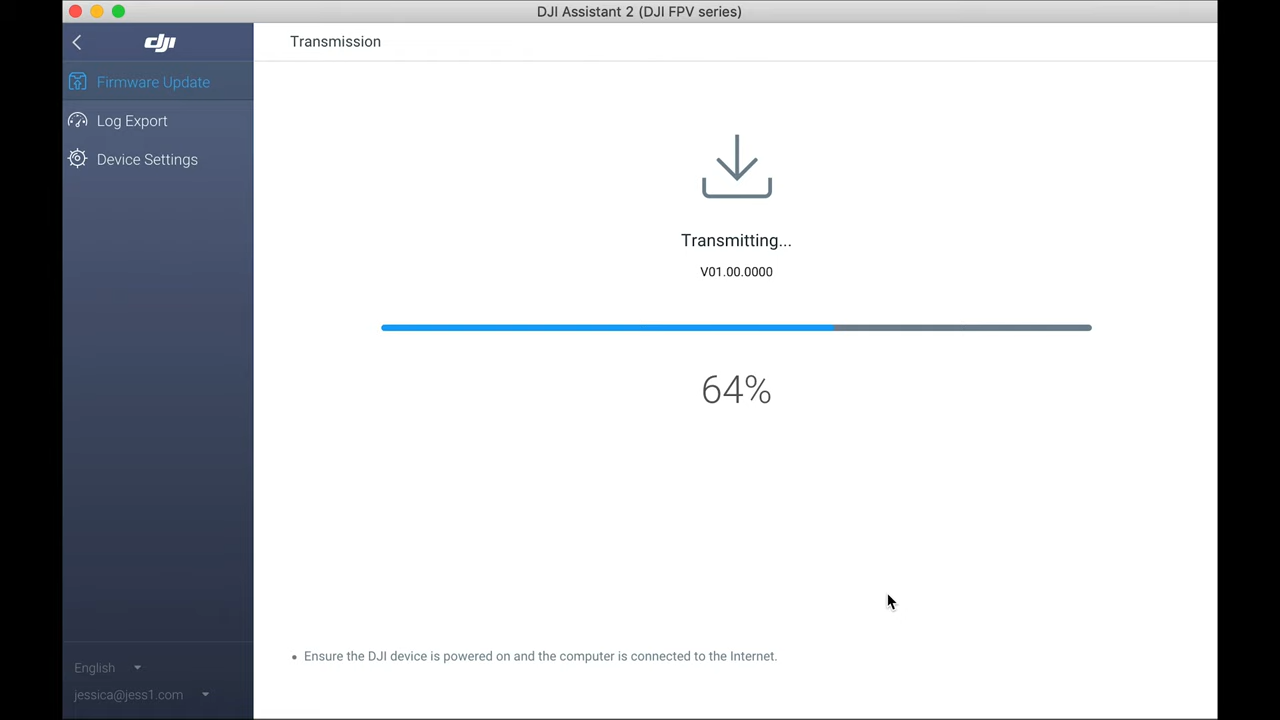 DJI Assistant 2 (DJI FPV series)
dji
Transmission
Firmware Update
Log Export
Device Settings
Transmitting...
V01.00.0000
64%
• Ensure the DJI device is powered on and the computer is connected to the Internet.
English
jessica@jess1.com